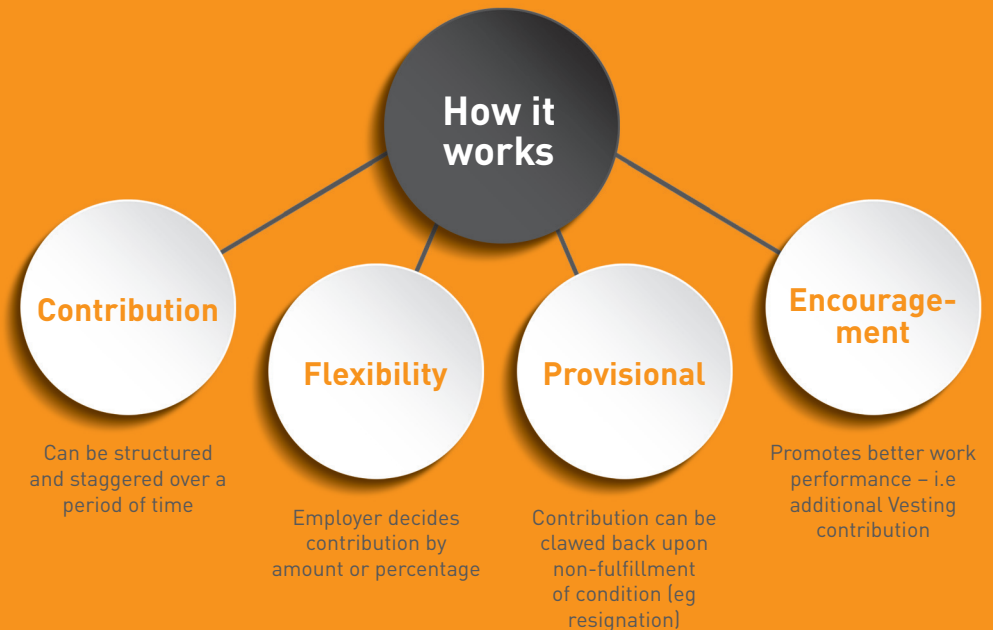 How it
works
Contribution
Can be structured
and staggered over a
period of time
Flexibility
Employer decides
contribution by
amount or percentage
Provisional
Contribution can be
clawed back upon
non-fulfillment
of condition (eg
resignation)
Encourage-
ment
Promotes better work
performance – i.e
additional Vesting
contribution